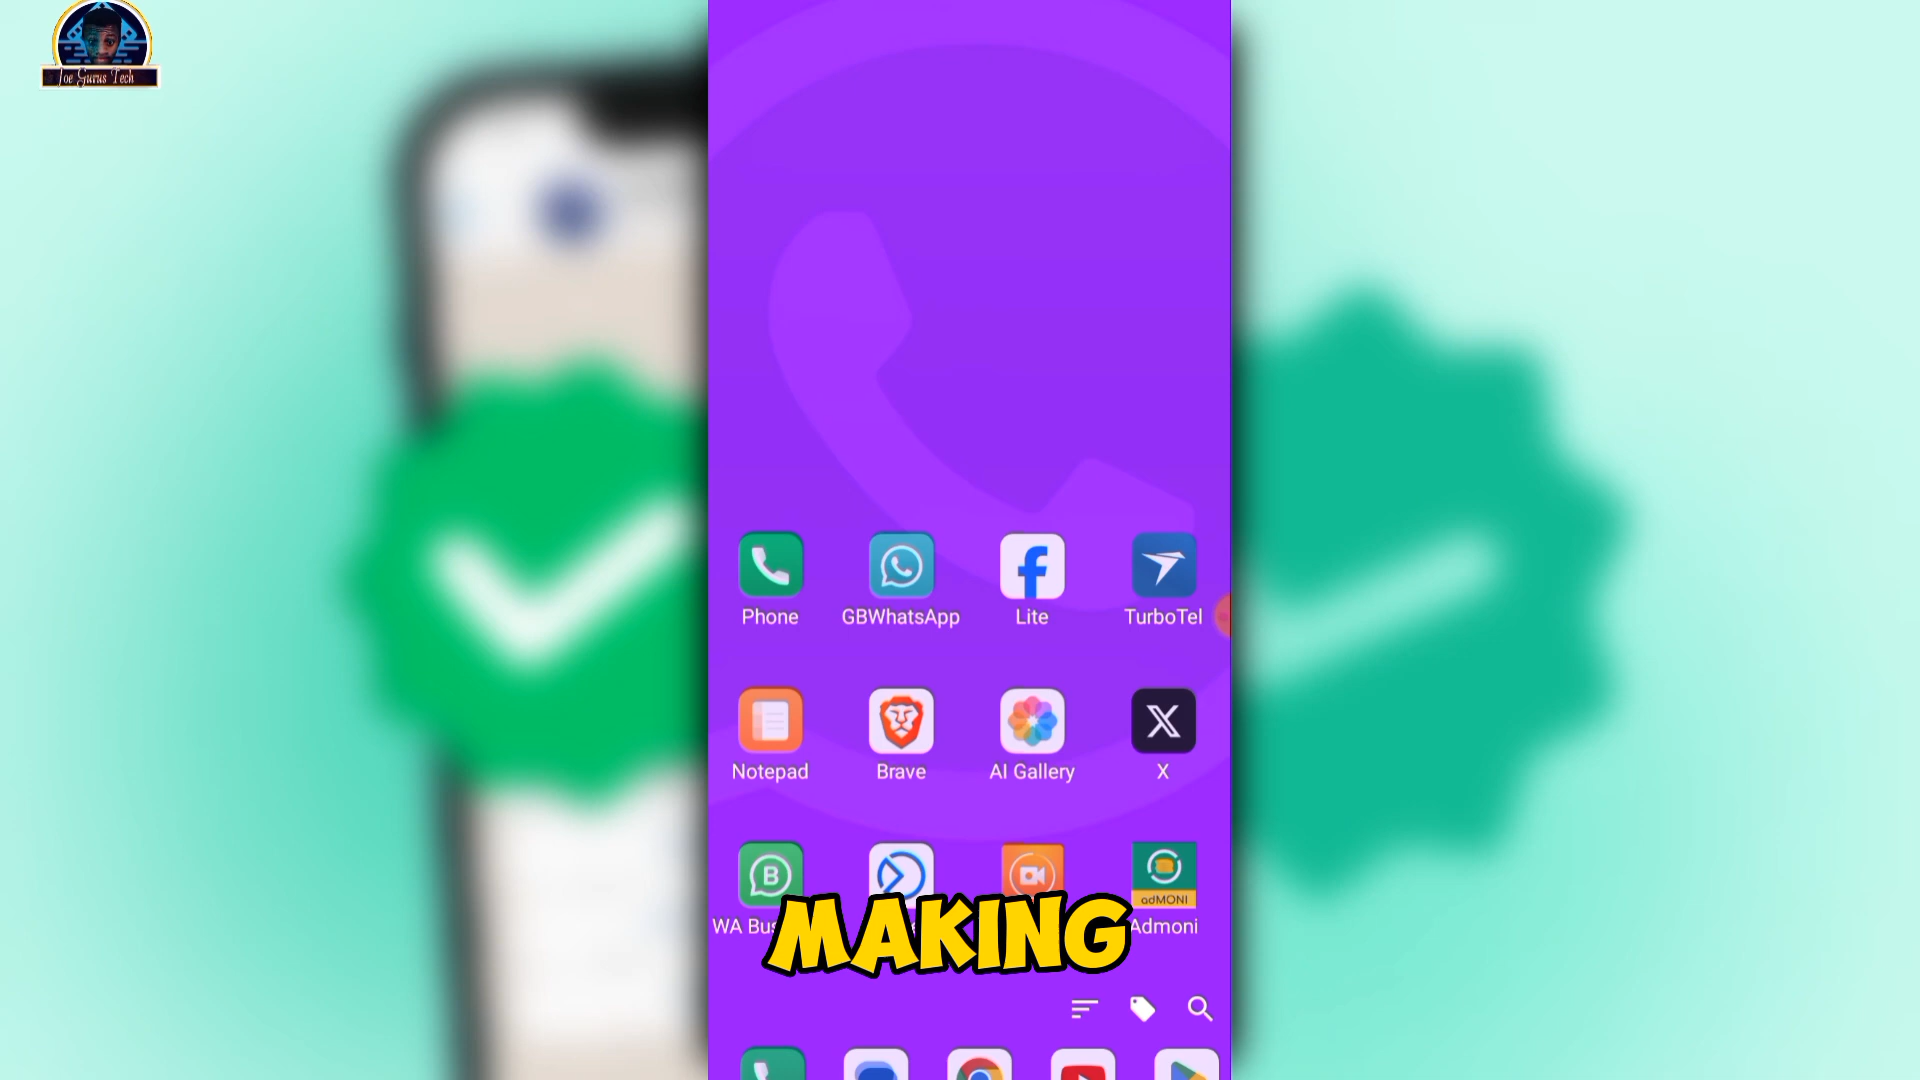 Joe Gurus Tech
Phone
GBWhatsApp
Lite
TurboTel
Notepad
Brave
AI Gallery
X
B
adMONI
WA Bus
Admoni
MAKING